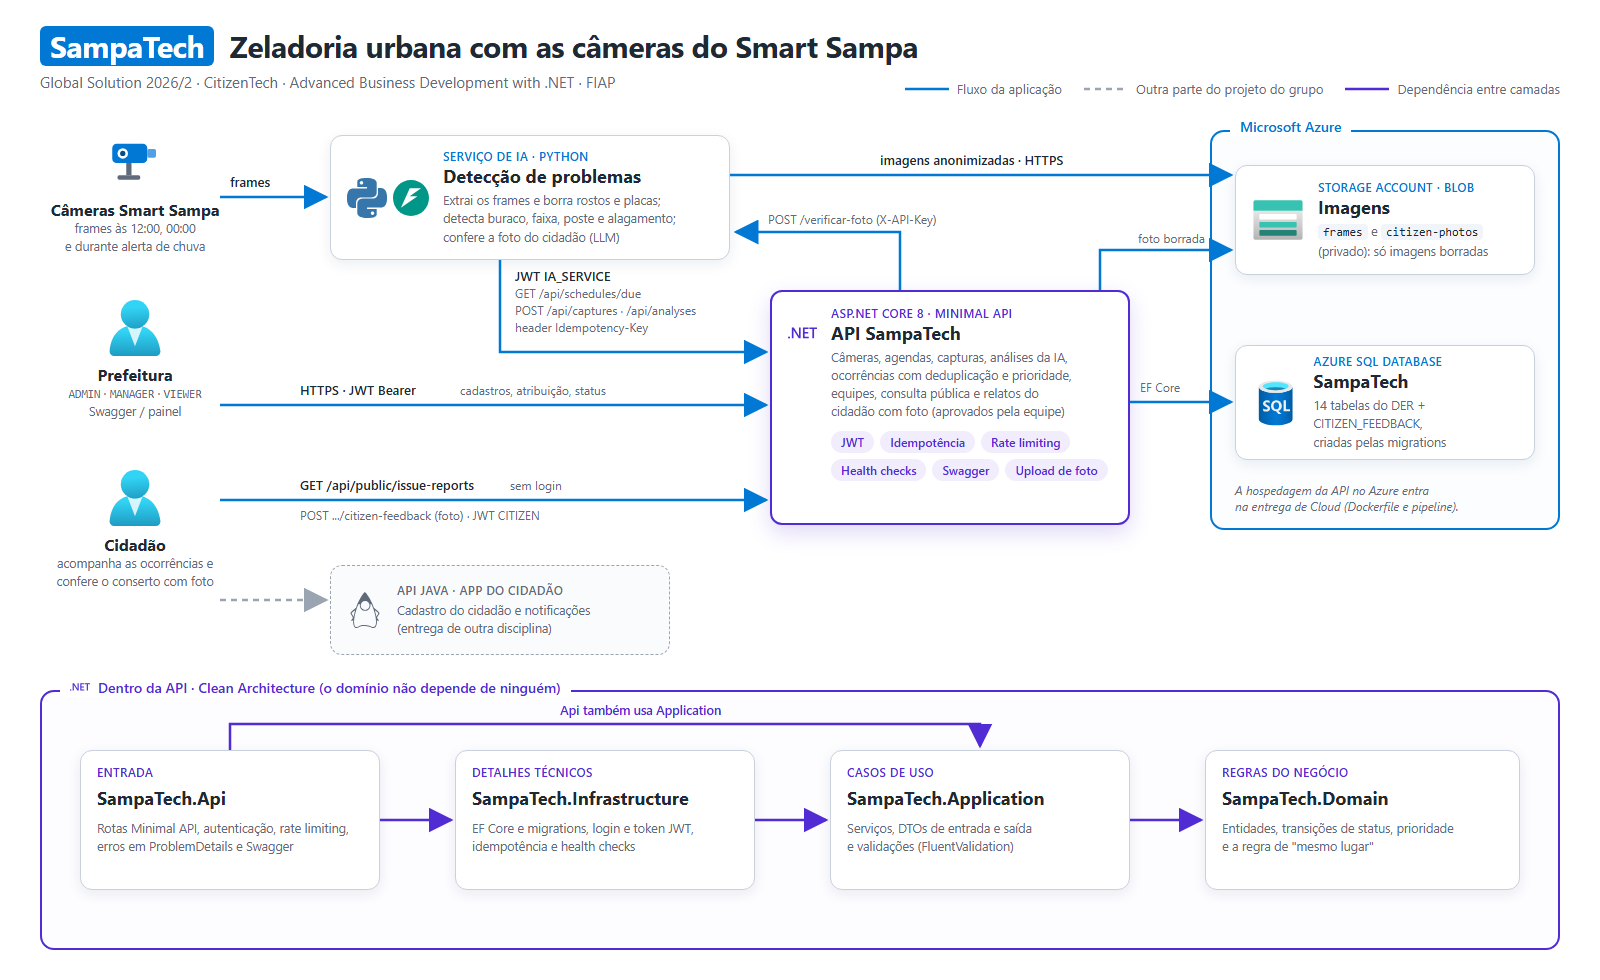 SampaTech Zeladoria urbana com as câmeras do Smart Sampa
Global Solution 2026/2 · CitizenTech · Advanced Business Development with .NET · FIAP
Fluxo da aplicação
Outra parte do projeto do grupo
Dependência entre camadas
Câmeras Smart Sampa
frames às 12:00, 00:00
e durante alerta de chuva
frames
SERVIÇO DE IA · PYTHON
Detecção de problemas
Extrai os frames e borra rostos e placas;
detecta buraco, faixa, poste e alagamento;
confere a foto do cidadão (LLM)
imagens anonimizadas · HTTPS
POST /verificar-foto (X-API-Key)
foto borrada
Microsoft Azure
STORAGE ACCOUNT · BLOB
Imagens
frames e citizen-photos
(privado): só imagens borradas
JWT IA_SERVICE
GET /api/schedules/due
POST /api/captures · /api/analyses
header Idempotency-Key
Prefeitura
ADMIN · MANAGER · VIEWER
Swagger / painel
HTTPS · JWT Bearer
cadastros, atribuição, status
.NET
ASP.NET CORE 8 · MINIMAL API
API SampaTech
Câmeras, agendas, capturas, análises da IA,
ocorrências com deduplicação e prioridade,
equipes, consulta pública e relatos do
cidadão com foto (aprovados pela equipe)
JWT
Idempotência
Rate limiting
Health checks
Swagger
Upload de foto
EF Core
SQL
AZURE SQL DATABASE
SampaTech
14 tabelas do DER +
CITIZEN_FEEDBACK,
criadas pelas migrations
A hospedagem da API no Azure entra
na entrega de Cloud (Dockerfile e pipeline).
Cidadão
acompanha as ocorrências e
confere o conserto com foto
GET /api/public/issue-reports
sem login
POST .../citizen-feedback (foto) · JWT CITIZEN
API JAVA · APP DO CIDADÃO
Cadastro do cidadão e notificações
(entrega de outra disciplina)
.NET Dentro da API · Clean Architecture (o domínio não depende de ninguém)
Api também usa Application
ENTRADA
SampaTech.Api
Rotas Minimal API, autenticação, rate limiting,
erros em ProblemDetails e Swagger
DETALHES TÉCNICOS
SampaTech.Infrastructure
EF Core e migrations, login e token JWT,
idempotência e health checks
CASOS DE USO
SampaTech.Application
Serviços, DTOs de entrada e saída
e validações (FluentValidation)
REGRAS DO NEGÓCIO
SampaTech.Domain
Entidades, transições de status, prioridade
e a regra de "mesmo lugar"